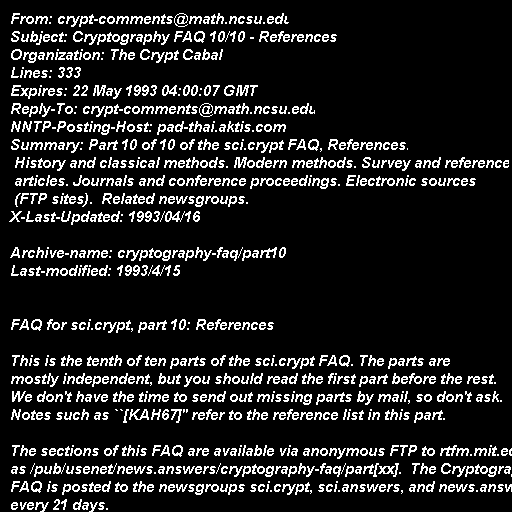 From: crypt-comments@math.ncsu.edu
Subject: Cryptography FAQ 10/10 - References
Organization: The Crypt Cabal
Lines: 333
Expires: 22 May 1993 04:00:07 GMT
Reply-To: crypt-comments@math.ncsu.edu
NNTP-Posting-Host: pad-thai.aktis.com
Summary: Part 10 of 10 of the sci.crypt FAQ, References.
History and classical methods. Modern methods. Survey and reference
articles. Journals and conference proceedings. Electronic sources
(FTP sites).  Related newsgroups.
X-Last-Updated: 1993/04/16

Archive-name: cryptography-faq/part10
Last-modified: 1993/4/15

FAQ for sci.crypt, part 10: References

This is the tenth of ten parts of the sci.crypt FAQ. The parts are
mostly independent, but you should read the first part before the rest.
We don't have the time to send out missing parts by mail, so don't ask.
Notes such as ``[KAH67]'' refer to the reference list in this part.

The sections of this FAQ are available via anonymous FTP to rtfm.mit.ed
as /pub/usenet/news.answers/cryptography-faq/part[xx].  The Cryptogra
FAQ is posted to the newsgroups sci.crypt, sci.answers, and news.answ
every 21 days.